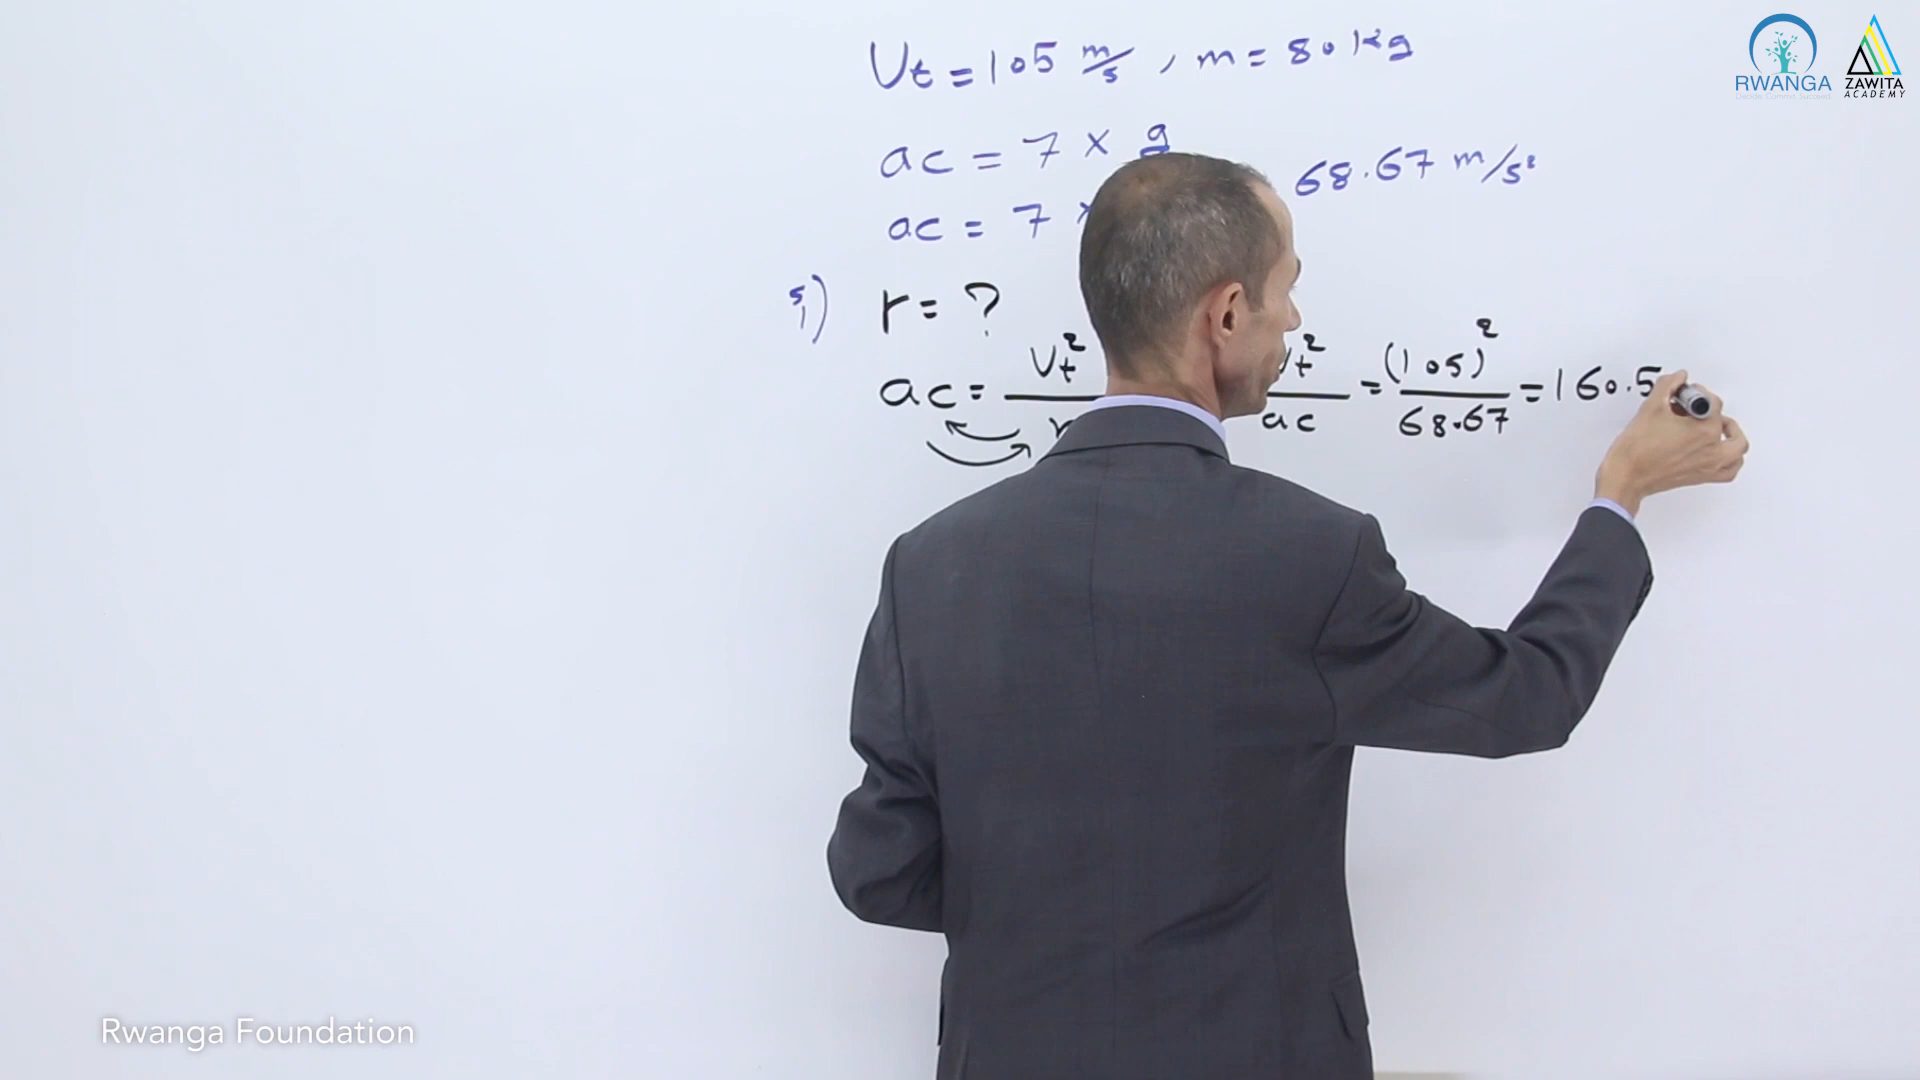 Vt = 105 m/s , m = 80 kg
ac = 7 × g
68.67 m/s²
ac = 7 ×
r = ?
ac = Vt²
Vt² / ac = (105)² / 68.67 = 160.5
RWANGA
ZAWITA
ACADEMY
Rwanga Foundation